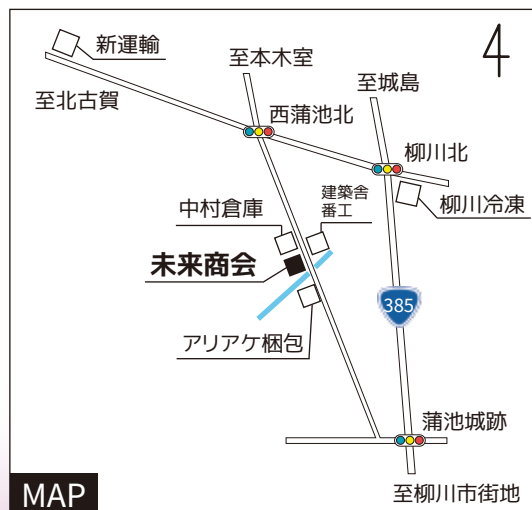 新運輸
至本木室
至城島
至北古賀
西蒲池北
柳川北
柳川冷凍
建築舎
番工
中村倉庫
未来商会
385
アリアケ梱包
蒲池城跡
至柳川市街地
MAP